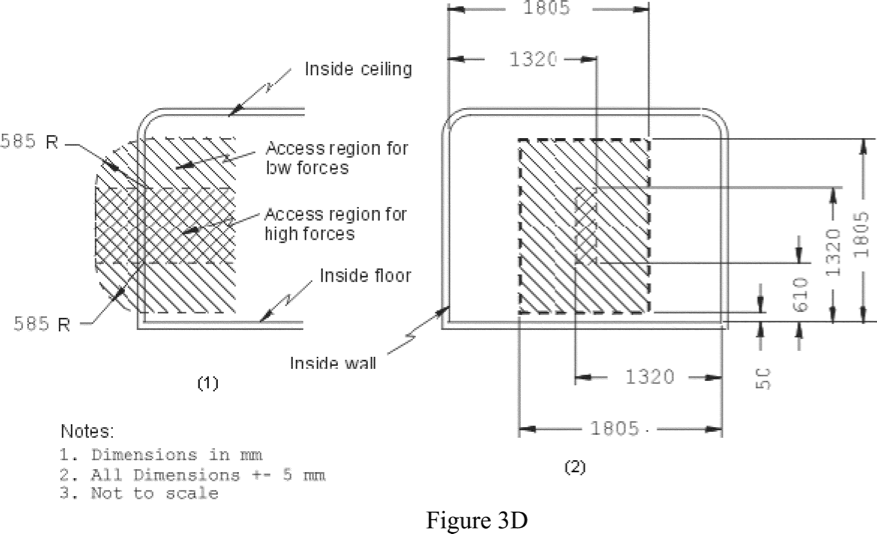 1805
1320
Inside ceiling
585 R
Access region for
low forces
Access region for
high forces
Inside floor
585 R
Inside wall
1805
1320
610
50
1320
1805
(1)
(2)
Notes:
1. Dimensions in mm
2. All Dimensions +- 5 mm
3. Not to scale
Figure 3D